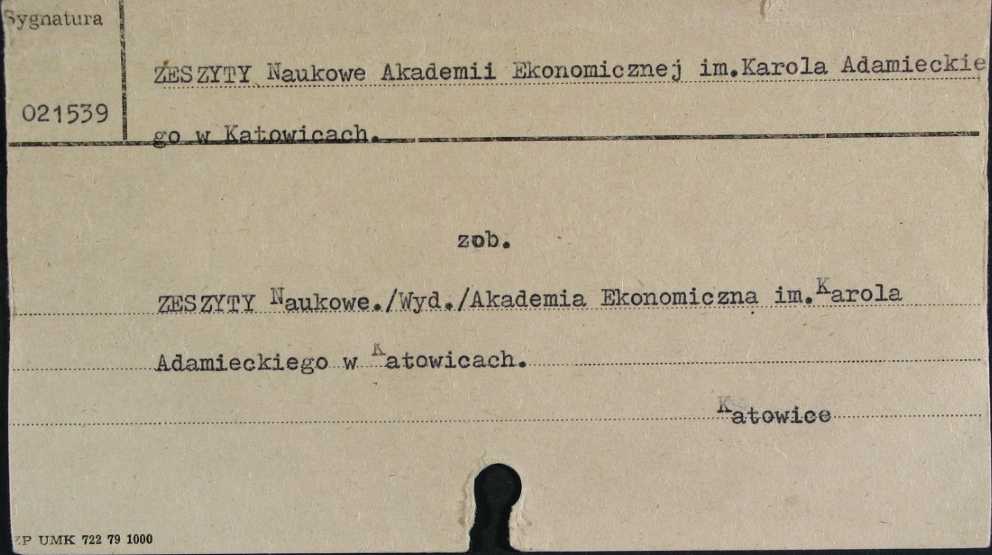 Sygnatura
ZESZYTY Naukowe Akademii Ekonomicznej im.Karola Adamieckie
021539
go w Katowicach.
zob.
ZESZYTY Naukowe./Wyd./Akademia Ekonomiczna im.Karola
Adamieckiego w Katowicach.
Katowice
ZP UMK 722 79 1000